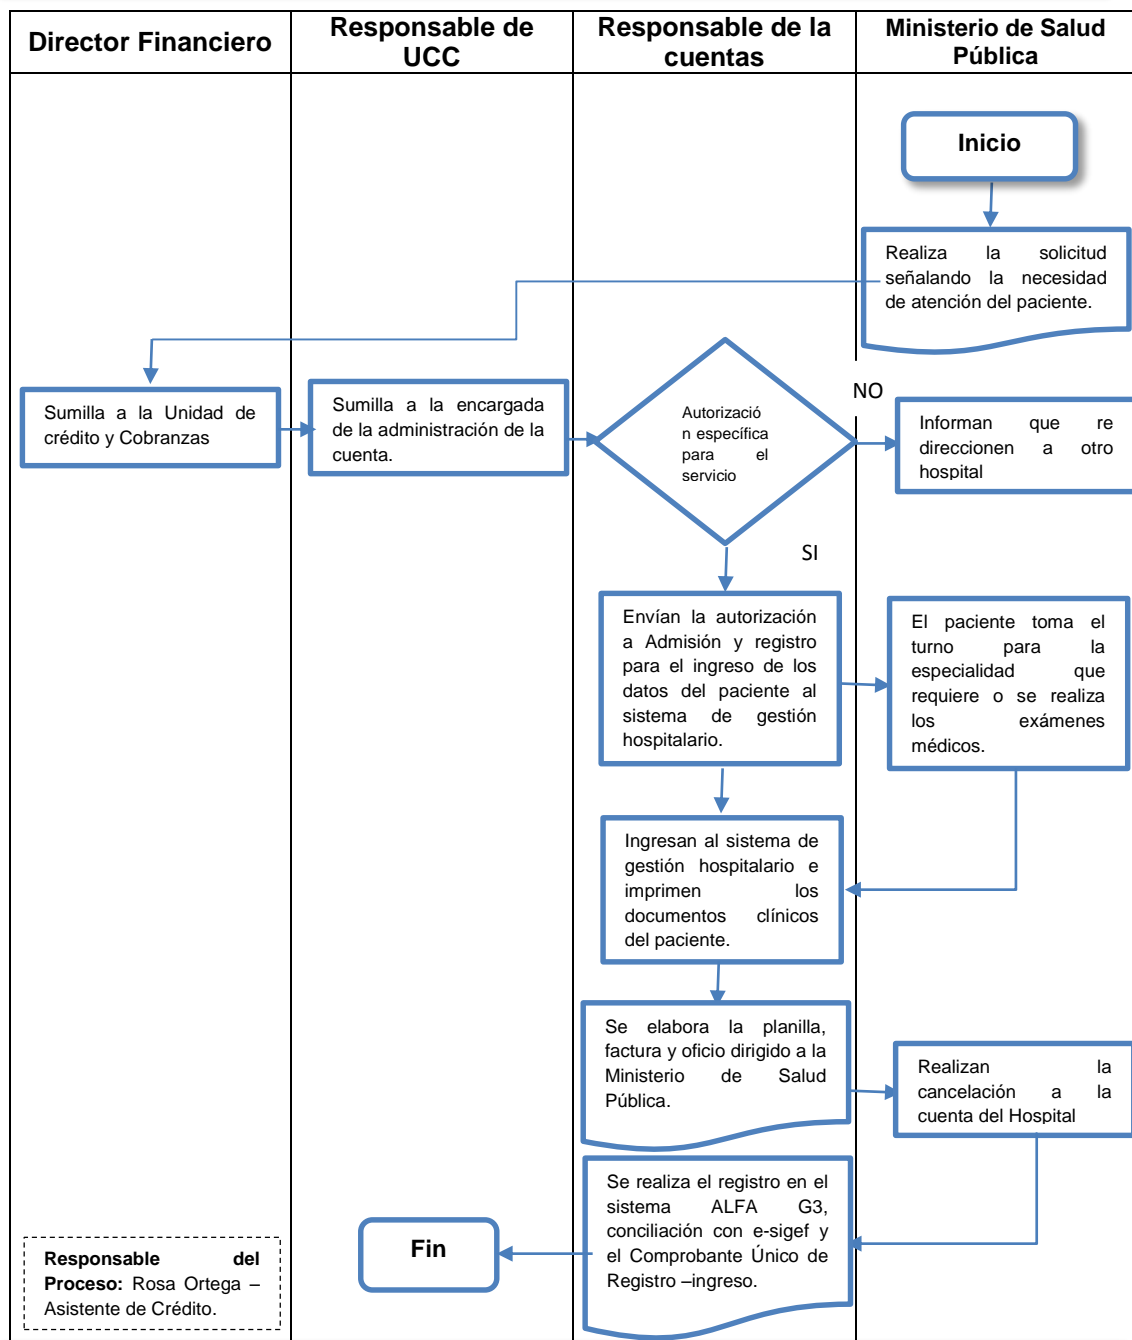 Director Financiero
Responsable de
UCC
Responsable de la
cuentas
Ministerio de Salud
Pública
Inicio
Realiza la solicitud
señalando la necesidad
de atención del paciente.
Sumilla a la Unidad de
crédito y Cobranzas
Sumilla a la encargada
de la administración de la
cuenta.
Autorizació
n específica
para el
servicio
NO
Informan que re
direccionen a otro
hospital
SI
Envían la autorización
a Admisión y registro
para el ingreso de los
datos del paciente al
sistema de gestión
hospitalario.
El paciente toma el
turno para la
especialidad que
requiere o se realiza
los exámenes
médicos.
Ingresan al sistema de
gestión hospitalario e
imprimen los
documentos clínicos
del paciente.
Se elabora la planilla,
factura y oficio dirigido a la
Ministerio de Salud
Pública.
Realizan la
cancelación a la
cuenta del Hospital
Se realiza el registro en el
sistema ALFA G3,
conciliación con e-sigef y
el Comprobante Único de
Registro –ingreso.
Fin
Responsable del
Proceso: Rosa Ortega –
Asistente de Crédito.